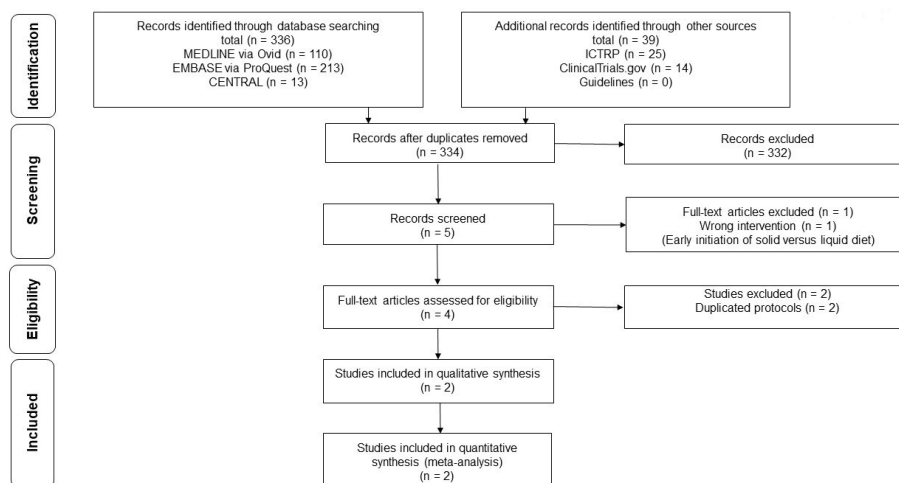 Identification
Records identified through database searching
total (n = 336)
MEDLINE via Ovid (n = 110)
EMBASE via ProQuest (n = 213)
CENTRAL (n = 13)
Additional records identified through other sources
total (n = 39)
ICTRP (n = 25)
ClinicalTrials.gov (n = 14)
Guidelines (n = 0)
Screening
Records after duplicates removed
(n = 334)
Records excluded
(n = 332)
Records screened
(n = 5)
Full-text articles excluded (n = 1)
Wrong intervention (n = 1)
(Early initiation of solid versus liquid diet)
Eligibility
Full-text articles assessed for eligibility
(n = 4)
Studies excluded (n = 2)
Duplicated protocols (n = 2)
Included
Studies included in qualitative synthesis
(n = 2)
Studies included in quantitative
synthesis (meta-analysis)
(n = 2)